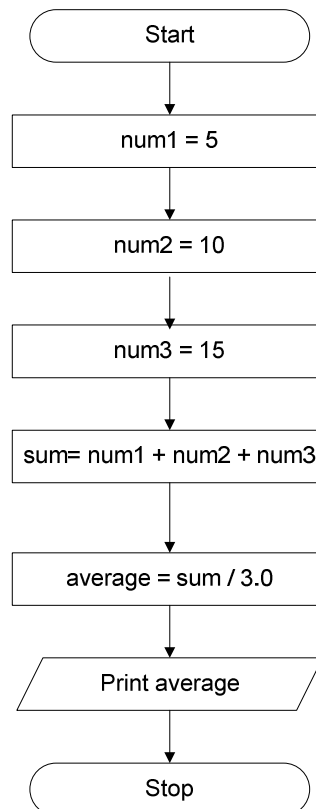 Start
num1 = 5
num2 = 10
num3 = 15
sum= num1 + num2 + num3
average = sum / 3.0
Print average
Stop